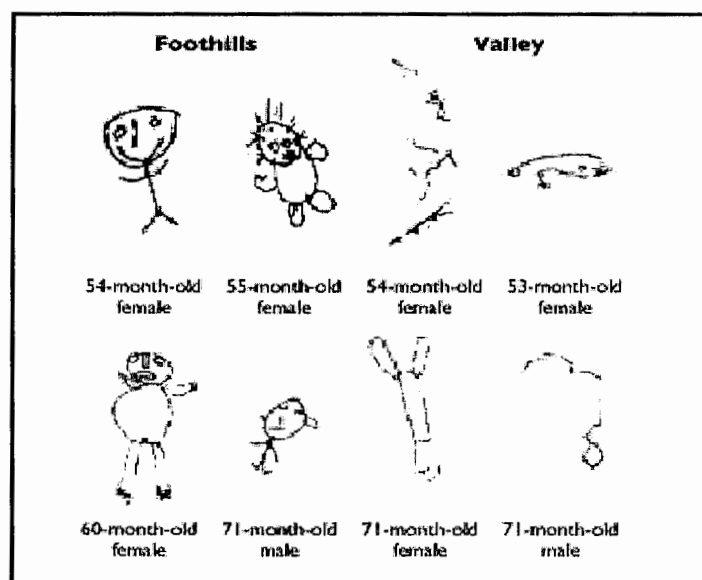 Foothills Valley
54-month-old 55-month-old 54-month-old 53-month-old
female female female female
60-month-old 71-month-old 71-month-old 71-month-old
female male female male